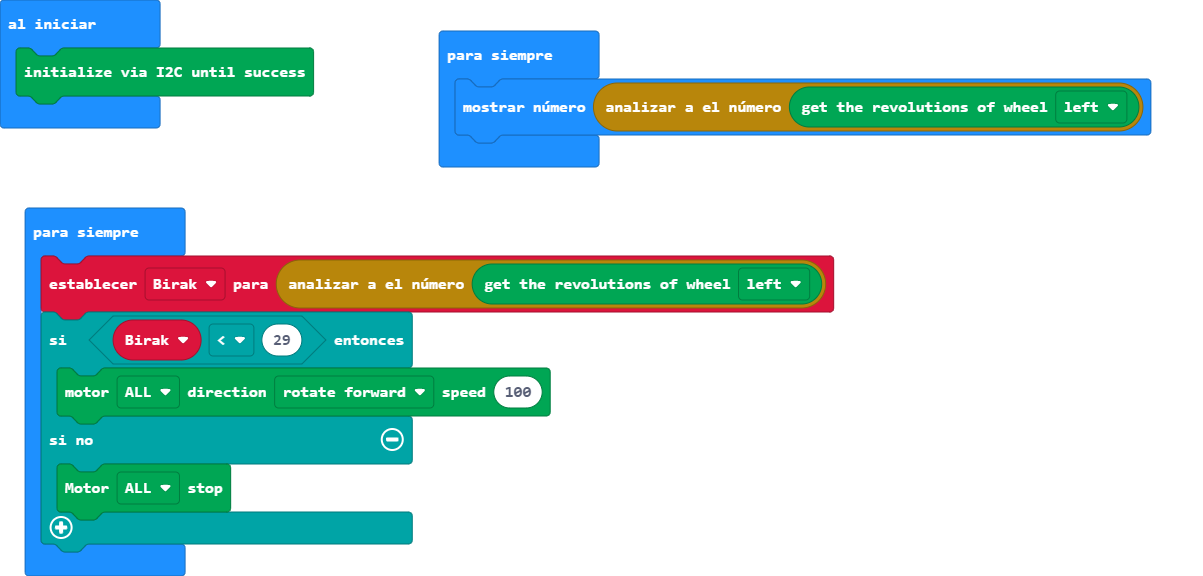 al iniciar
initialize via I2C until success
para siempre
mostrar número analizar a el número get the revolutions of wheel left
para siempre
establecer Birak para analizar a el número get the revolutions of wheel left
si Birak < 29 entonces
motor ALL direction rotate forward speed 100
si no
Motor ALL stop